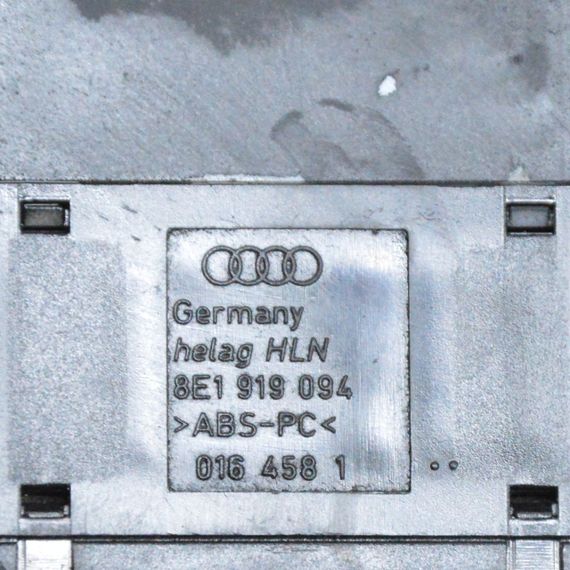 Germany
helag HLN
8E1 919 094
>ABS-PC<
016 458 1